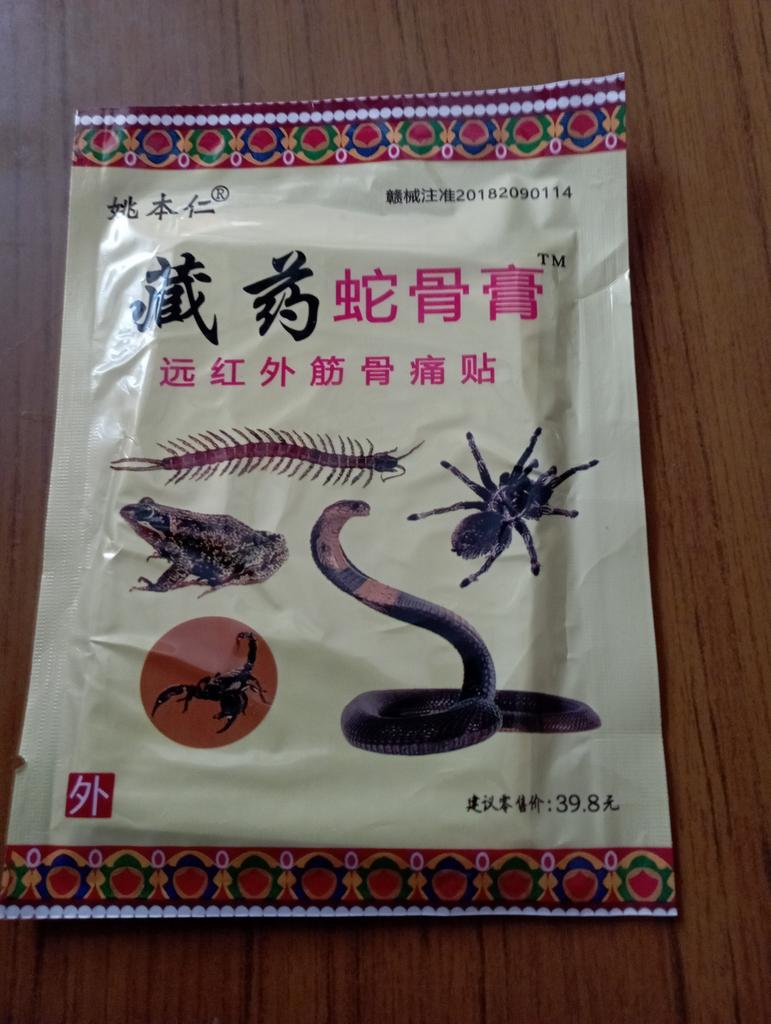 姚本仁®
赣械注准20182090114
藏药蛇骨膏™
远红外筋骨痛贴
外
建议零售价:39.8元